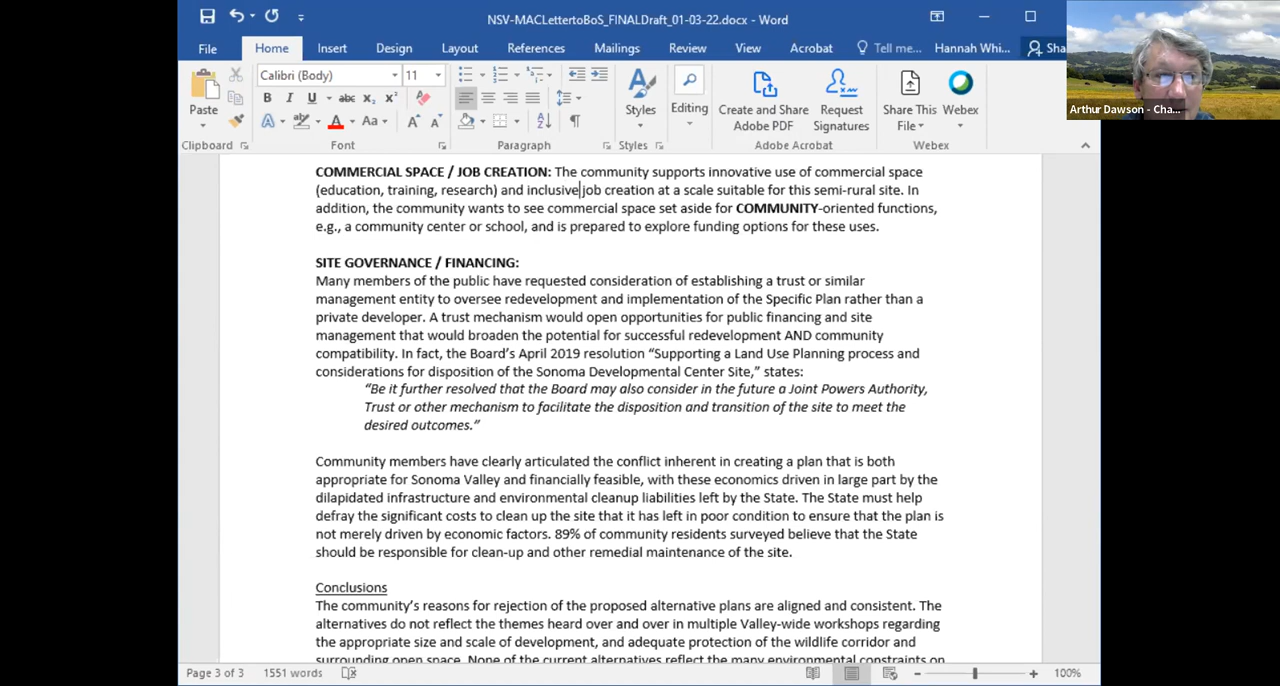 NSV-MACLettertoBoS_FINALDraft_01-03-22.docx - Word
File Home Insert Design Layout References Mailings Review View Acrobat Tell me... Hannah Whi... Sha
Arthur Dawson - Cha...
Paste
Calibri (Body) 11
B I U abc x₂ x²
A A Aa A A
Styles
Editing
Create and Share
Adobe PDF
Request
Signatures
Share This
File
Webex
Clipboard Font Paragraph Styles Adobe Acrobat Webex
COMMERCIAL SPACE / JOB CREATION: The community supports innovative use of commercial space
(education, training, research) and inclusive job creation at a scale suitable for this semi-rural site. In
addition, the community wants to see commercial space set aside for COMMUNITY-oriented functions,
e.g., a community center or school, and is prepared to explore funding options for these uses.
SITE GOVERNANCE / FINANCING:
Many members of the public have requested consideration of establishing a trust or similar
management entity to oversee redevelopment and implementation of the Specific Plan rather than a
private developer. A trust mechanism would open opportunities for public financing and site
management that would broaden the potential for successful redevelopment AND community
compatibility. In fact, the Board's April 2019 resolution “Supporting a Land Use Planning process and
considerations for disposition of the Sonoma Developmental Center Site,” states:
“Be it further resolved that the Board may also consider in the future a Joint Powers Authority,
Trust or other mechanism to facilitate the disposition and transition of the site to meet the
desired outcomes.”
Community members have clearly articulated the conflict inherent in creating a plan that is both
appropriate for Sonoma Valley and financially feasible, with these economics driven in large part by the
dilapidated infrastructure and environmental cleanup liabilities left by the State. The State must help
defray the significant costs to clean up the site that it has left in poor condition to ensure that the plan is
not merely driven by economic factors. 89% of community residents surveyed believe that the State
should be responsible for clean-up and other remedial maintenance of the site.
Conclusions
The community's reasons for rejection of the proposed alternative plans are aligned and consistent. The
alternatives do not reflect the themes heard over and over in multiple Valley-wide workshops regarding
the appropriate size and scale of development, and adequate protection of the wildlife corridor and
surrounding open space. None of the current alternatives reflect the many environmental constraints on
Page 3 of 3 1551 words 100%